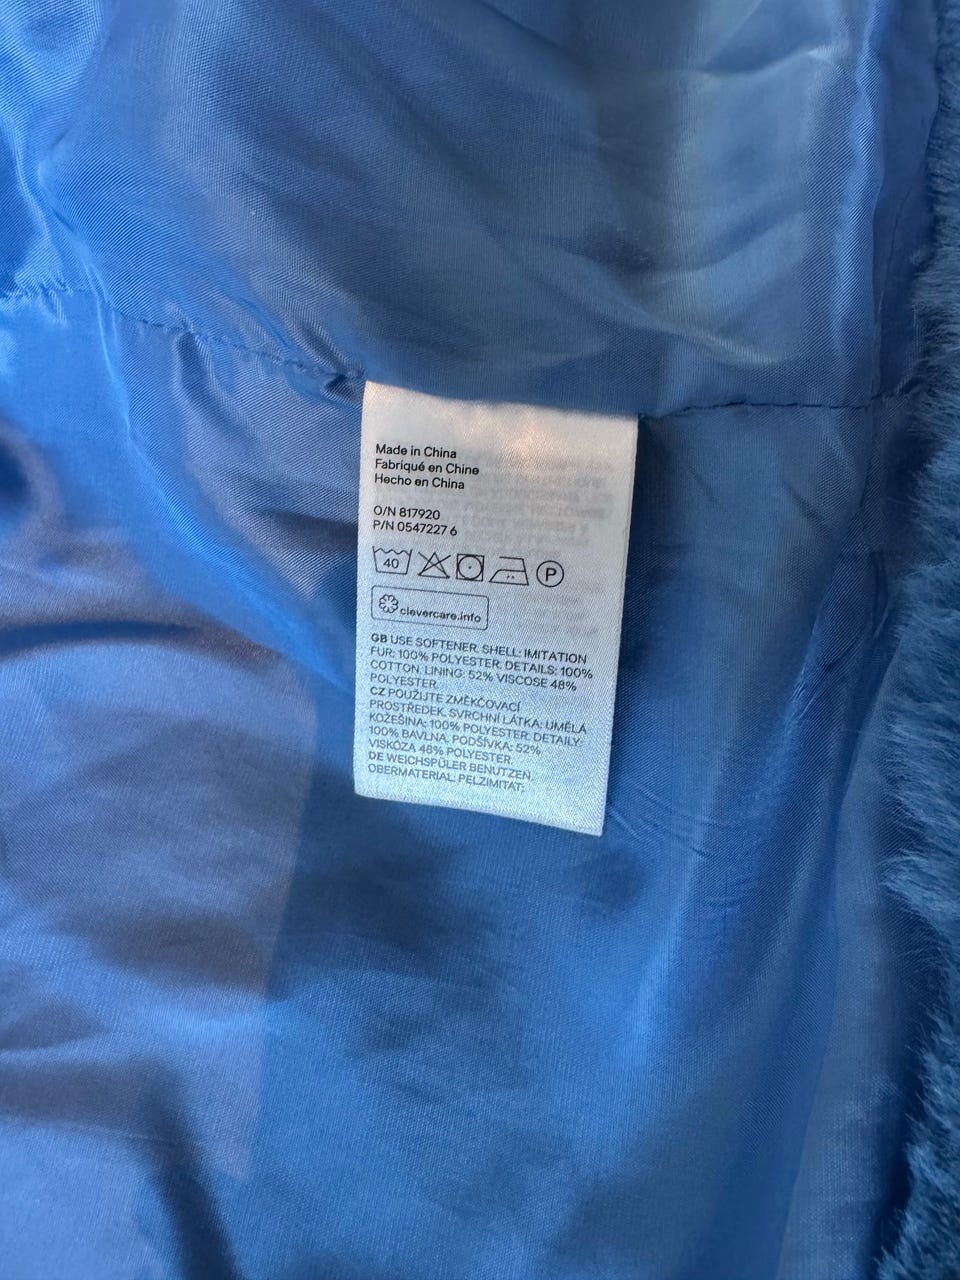 Made in China
Fabriqué en Chine
Hecho en China
O/N 817920
P/N 0547227 6
40
P
clevercare.info
GB USE SOFTENER. SHELL: IMITATION
FUR: 100% POLYESTER. DETAILS: 100%
COTTON. LINING: 52% VISCOSE 48%
POLYESTER.
CZ POUŽIJTE ZMĚKČOVACÍ
PROSTŘEDEK. SVRCHNÍ LÁTKA: UMĚLÁ
KOŽEŠINA: 100% POLYESTER. DETAILY:
100% BAVLNA. PODŠÍVKA: 52%
VISKÓZA 48% POLYESTER.
DE WEICHSPÜLER BENUTZEN.
OBERMATERIAL: PELZIMITAT: